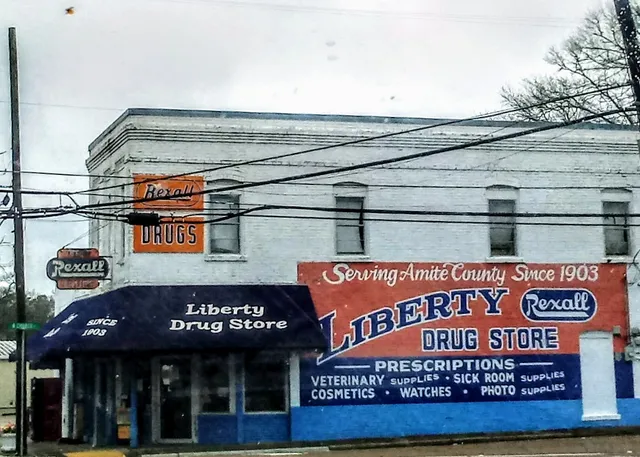 Rexall
DRUGS
Rexall
DRUGS
SINCE
1903
Liberty
Drug Store
Serving Amite County Since 1903
LIBERTY Rexall
DRUG STORE
PRESCRIPTIONS
VETERINARY SUPPLIES • SICK ROOM SUPPLIES
COSMETICS • WATCHES • PHOTO SUPPLIES